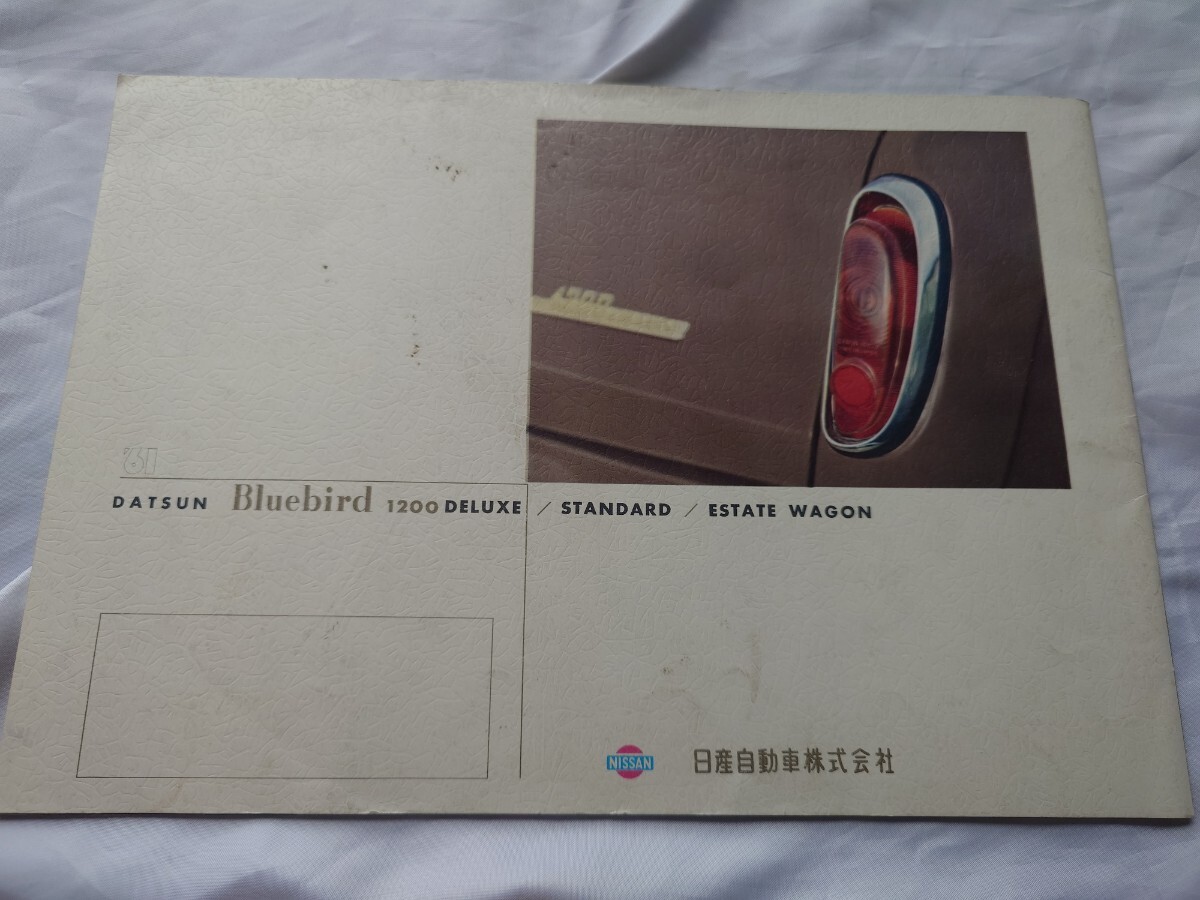 '61
DATSUN Bluebird 1200 DELUXE / STANDARD / ESTATE WAGON
NISSAN 日産自動車株式会社